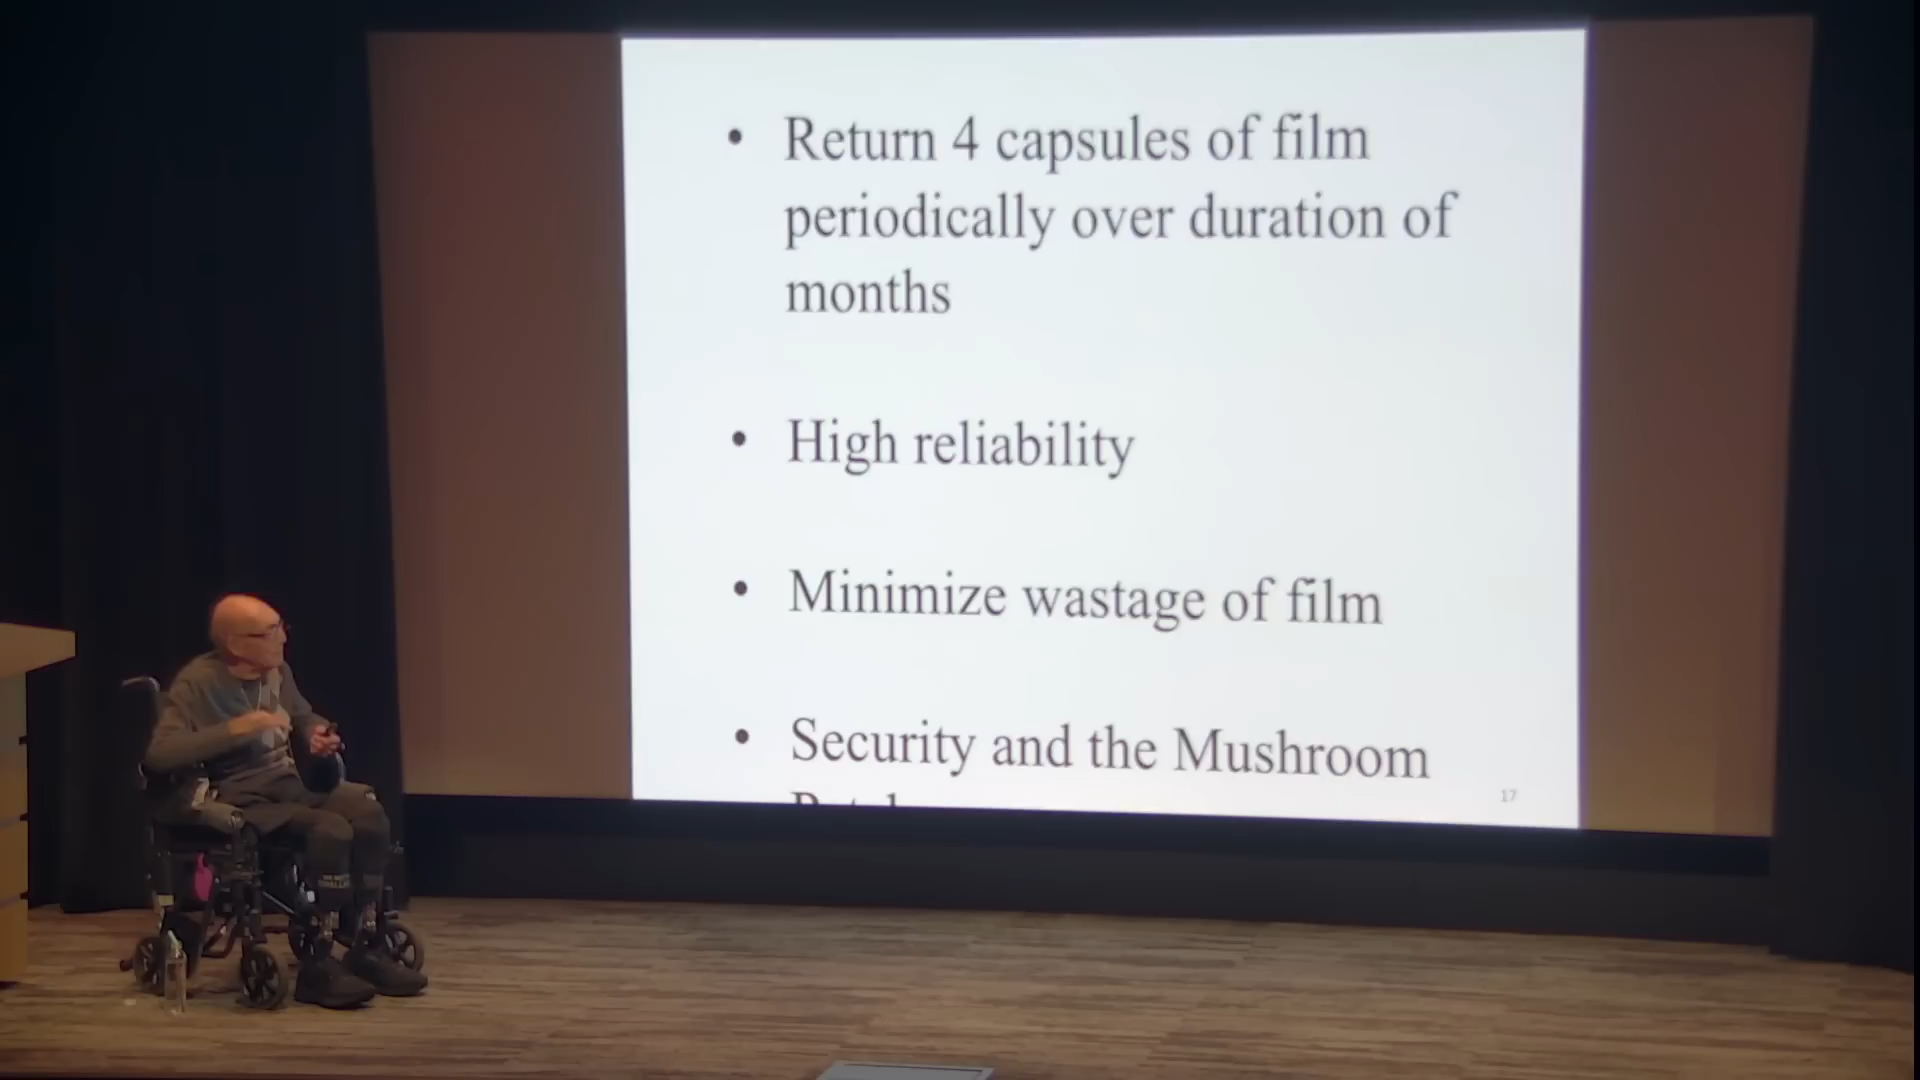 • Return 4 capsules of film
periodically over duration of
months
• High reliability
• Minimize wastage of film
• Security and the Mushroom
17